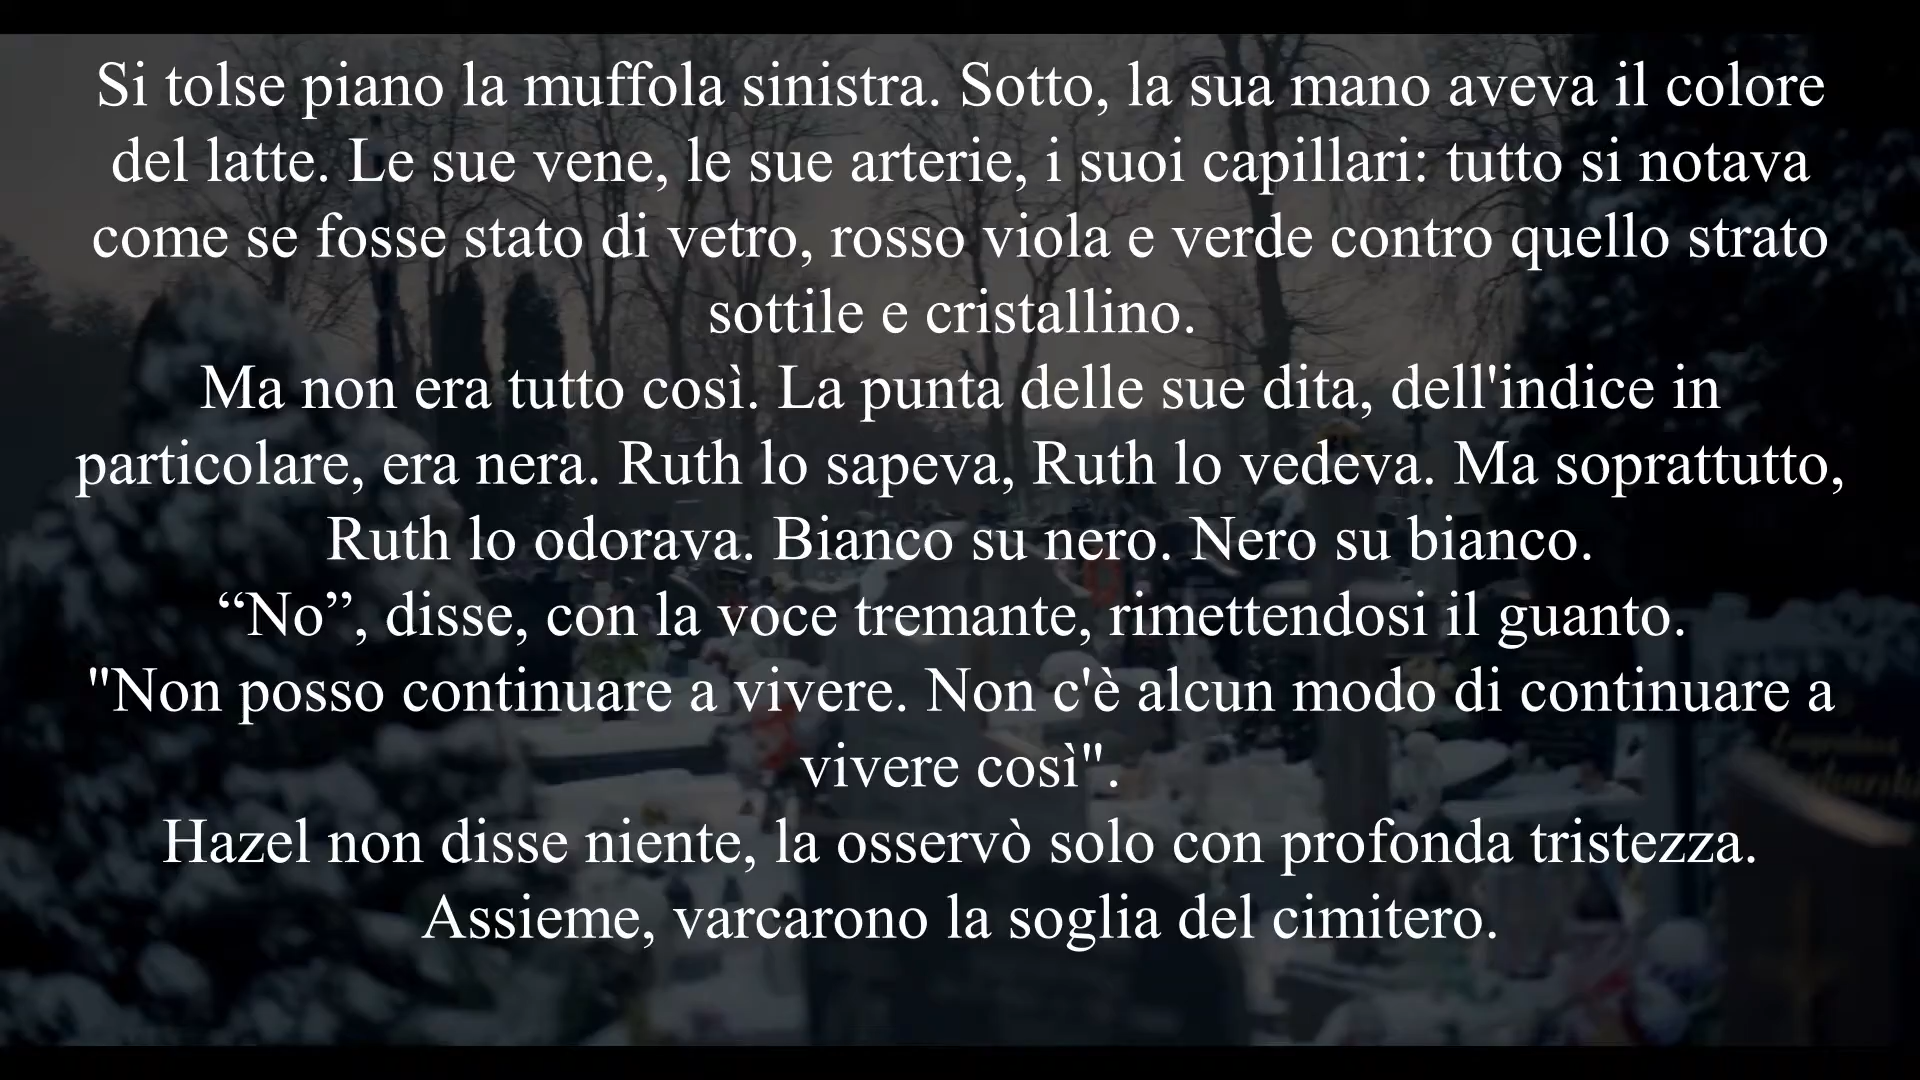 Si tolse piano la muffola sinistra. Sotto, la sua mano aveva il colore
del latte. Le sue vene, le sue arterie, i suoi capillari: tutto si notava
come se fosse stato di vetro, rosso viola e verde contro quello strato
sottile e cristallino.
Ma non era tutto così. La punta delle sue dita, dell'indice in
particolare, era nera. Ruth lo sapeva, Ruth lo vedeva. Ma soprattutto,
Ruth lo odorava. Bianco su nero. Nero su bianco.
“No”, disse, con la voce tremante, rimettendosi il guanto.
"Non posso continuare a vivere. Non c'è alcun modo di continuare a
vivere così".
Hazel non disse niente, la osservò solo con profonda tristezza.
Assieme, varcarono la soglia del cimitero.